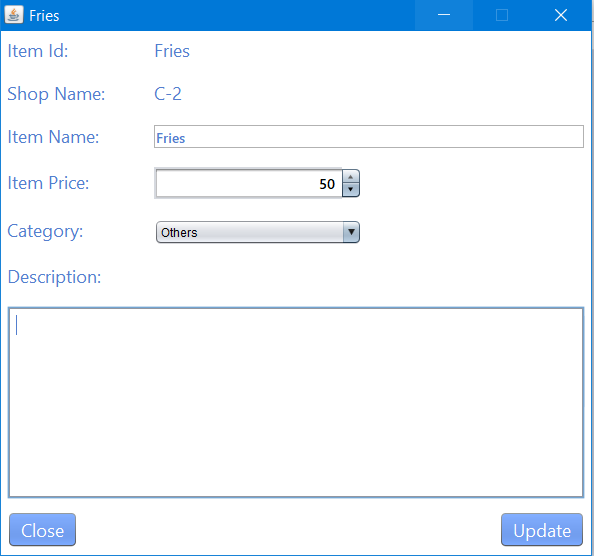 Fries
Item Id: Fries
Shop Name: C-2
Item Name: Fries
Item Price: 50
Category: Others
Description:
Close Update